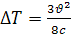 ΔT = 3ϑ²/8c